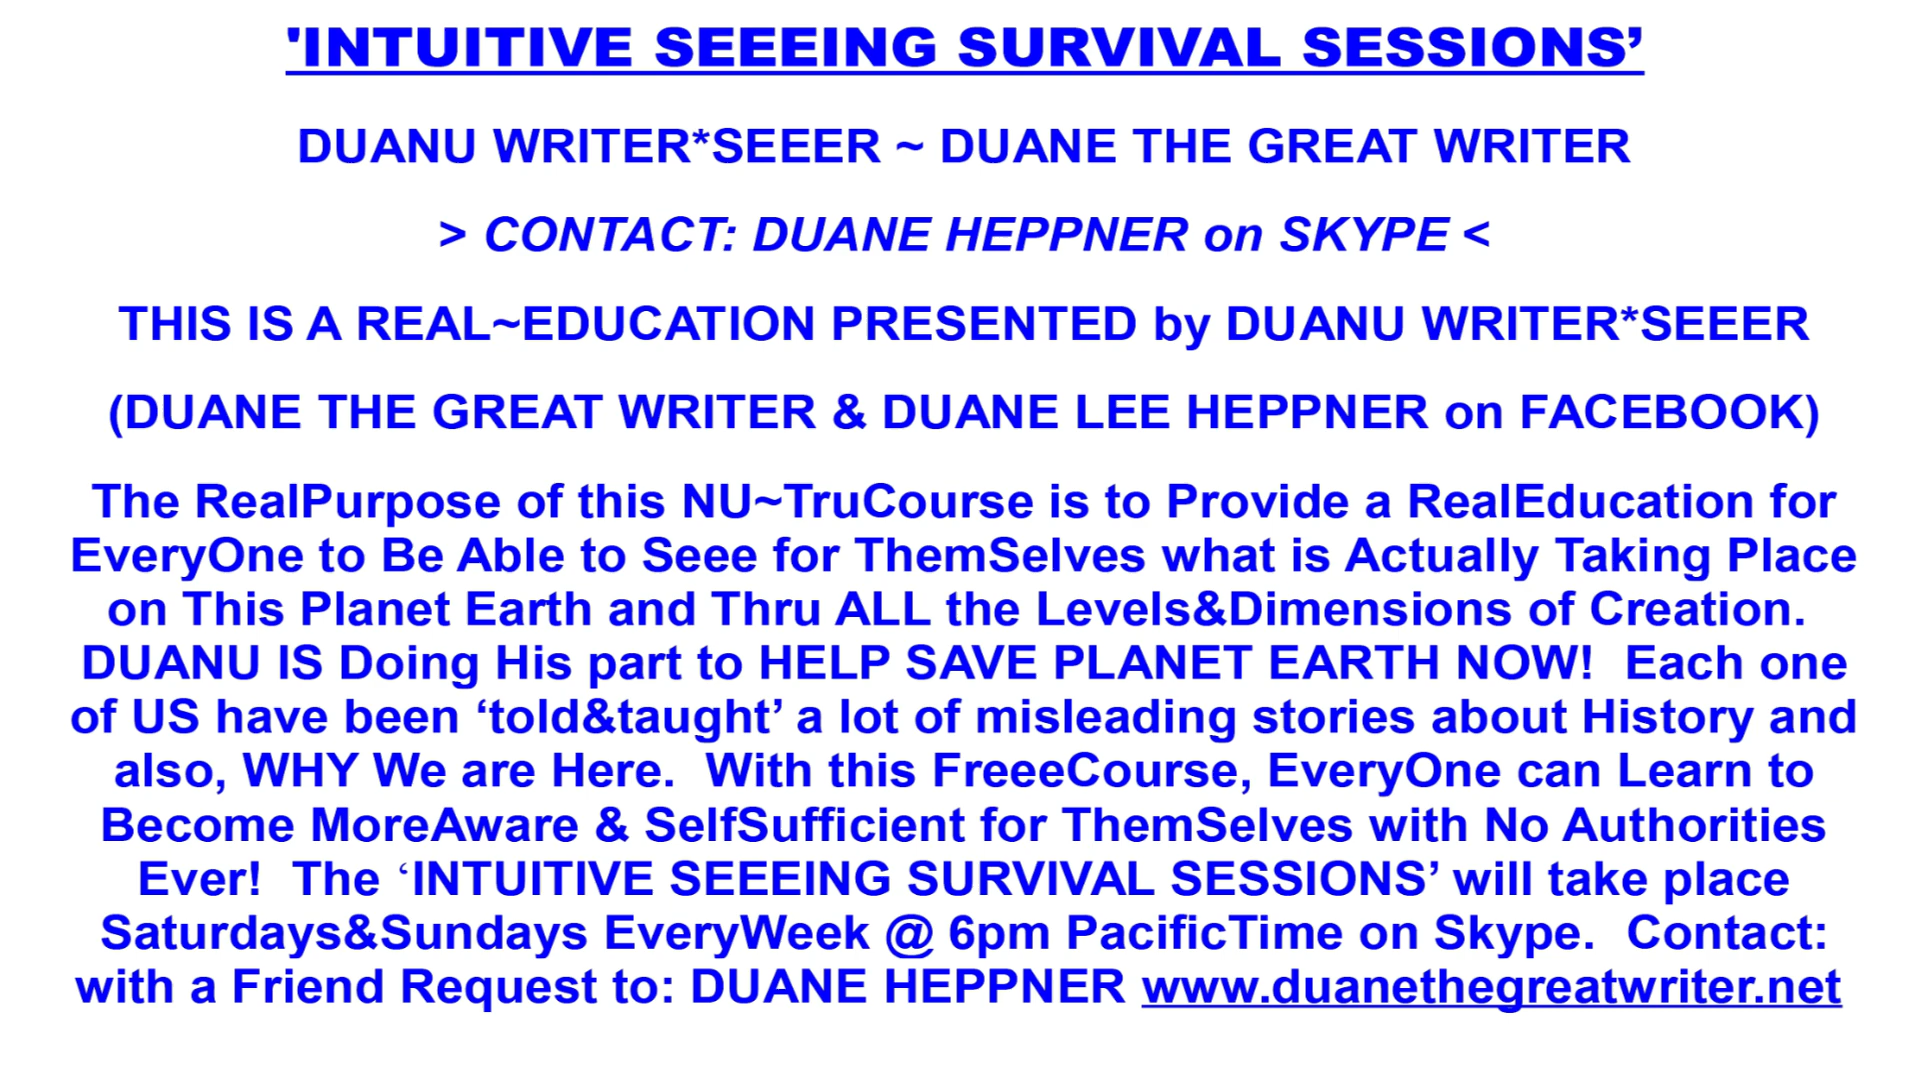 'INTUITIVE SEEEING SURVIVAL SESSIONS’
DUANU WRITER*SEEER ~ DUANE THE GREAT WRITER
> CONTACT: DUANE HEPPNER on SKYPE <
THIS IS A REAL~EDUCATION PRESENTED by DUANU WRITER*SEEER
(DUANE THE GREAT WRITER & DUANE LEE HEPPNER on FACEBOOK)
The RealPurpose of this NU~TruCourse is to Provide a RealEducation for
EveryOne to Be Able to Seee for ThemSelves what is Actually Taking Place
on This Planet Earth and Thru ALL the Levels&Dimensions of Creation.
DUANU IS Doing His part to HELP SAVE PLANET EARTH NOW!  Each one
of US have been ‘told&taught’ a lot of misleading stories about History and
also, WHY We are Here.  With this FreeeCourse, EveryOne can Learn to
Become MoreAware & SelfSufficient for ThemSelves with No Authorities
Ever!  The ‘INTUITIVE SEEEING SURVIVAL SESSIONS’ will take place
Saturdays&Sundays EveryWeek @ 6pm PacificTime on Skype.  Contact:
with a Friend Request to: DUANE HEPPNER www.duanethegreatwriter.net